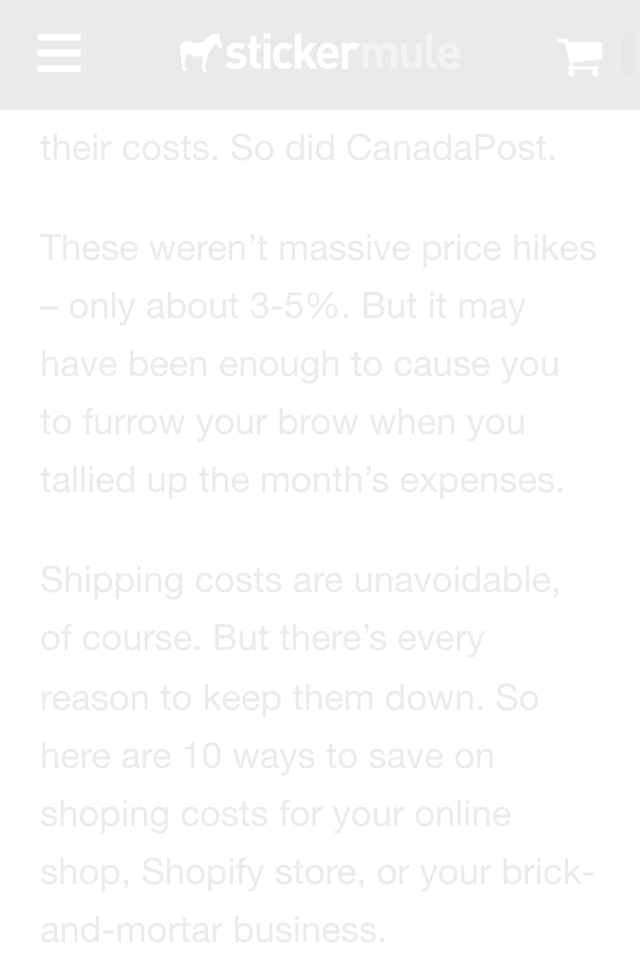 stickermule
their costs. So did CanadaPost.
These weren’t massive price hikes
– only about 3-5%. But it may
have been enough to cause you
to furrow your brow when you
tallied up the month’s expenses.
Shipping costs are unavoidable,
of course. But there’s every
reason to keep them down. So
here are 10 ways to save on
shoping costs for your online
shop, Shopify store, or your brick-
and-mortar business.